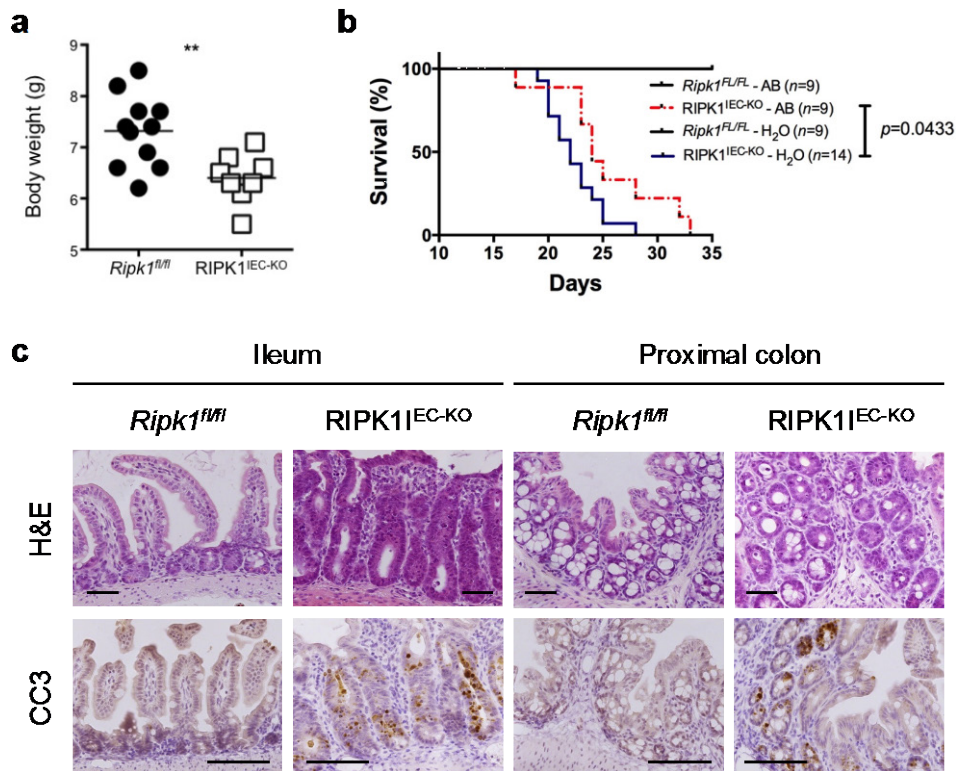 a
b
**
9
8
7
6
5
Body weight (g)
Ripk1fl/fl
RIPK1IEC-KO
100
50
0
Survival (%)
10 15 20 25 30 35
Days
Ripk1FL/FL - AB (n=9)
RIPK1IEC-KO - AB (n=9)
Ripk1FL/FL - H2O (n=9)
RIPK1IEC-KO - H2O (n=14)
p=0.0433
c
Ileum
Proximal colon
Ripk1fl/fl
RIPK1IEC-KO
Ripk1fl/fl
RIPK1IEC-KO
H&E
CC3